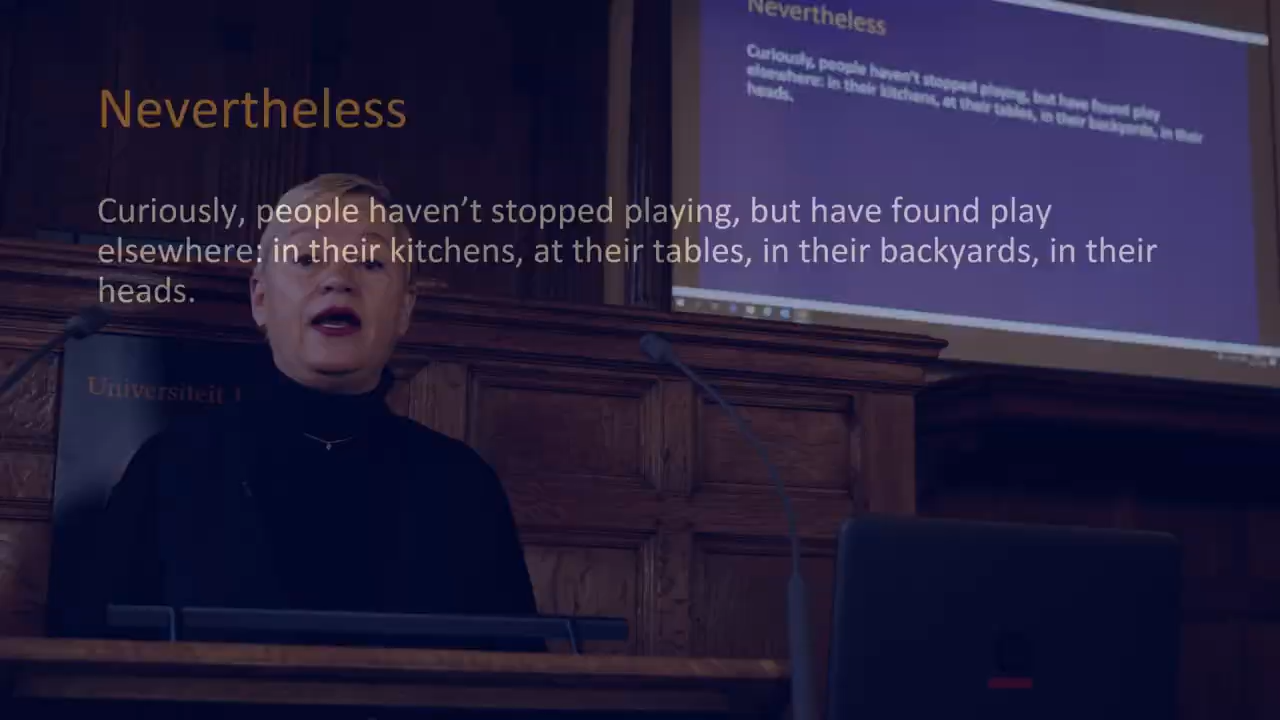 Nevertheless
Curiously, people haven't stopped playing, but have found play
elsewhere: in their kitchens, at their tables, in their backyards, in their
heads.
Nevertheless
Curiously, people haven’t stopped playing, but have found play
elsewhere: in their kitchens, at their tables, in their backyards, in their
heads.
Universiteit